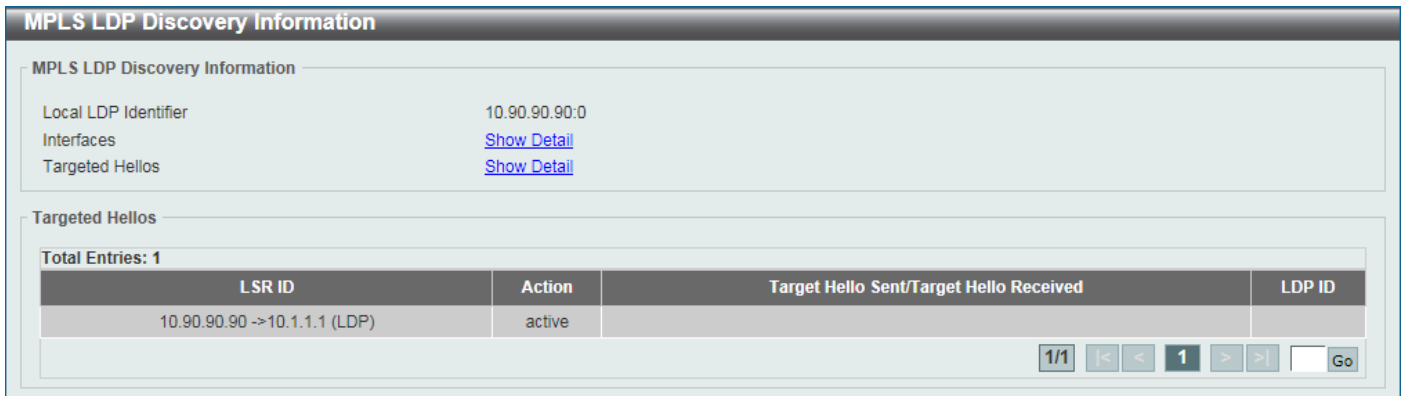 MPLS LDP Discovery Information
MPLS LDP Discovery Information
Local LDP Identifier 10.90.90.90:0
Interfaces Show Detail
Targeted Hellos Show Detail
Targeted Hellos
Total Entries: 1
LSR ID Action Target Hello Sent/Target Hello Received LDP ID
10.90.90.90 ->10.1.1.1 (LDP) active
1/1 |< < 1 > >| Go